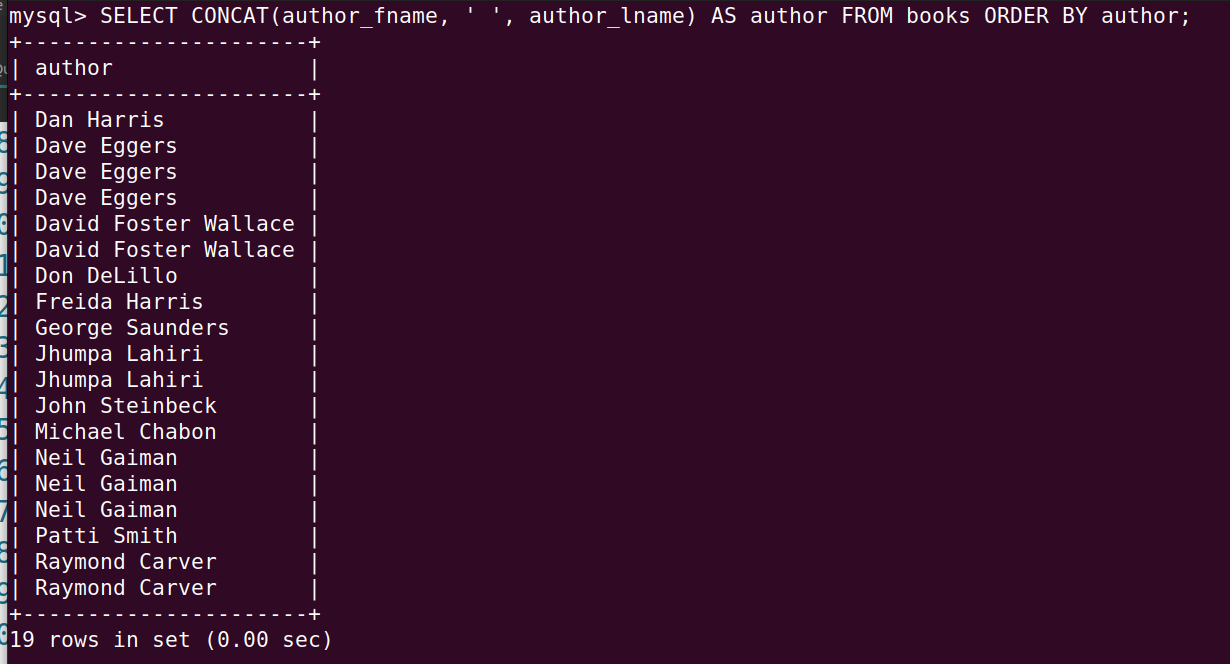 mysql> SELECT CONCAT(author_fname, ' ', author_lname) AS author FROM books ORDER BY author;
+----------------------+
| author               |
+----------------------+
| Dan Harris           |
| Dave Eggers          |
| Dave Eggers          |
| Dave Eggers          |
| David Foster Wallace |
| David Foster Wallace |
| Don DeLillo          |
| Freida Harris        |
| George Saunders      |
| Jhumpa Lahiri        |
| Jhumpa Lahiri        |
| John Steinbeck       |
| Michael Chabon       |
| Neil Gaiman          |
| Neil Gaiman          |
| Neil Gaiman          |
| Patti Smith          |
| Raymond Carver       |
| Raymond Carver       |
+----------------------+
19 rows in set (0.00 sec)